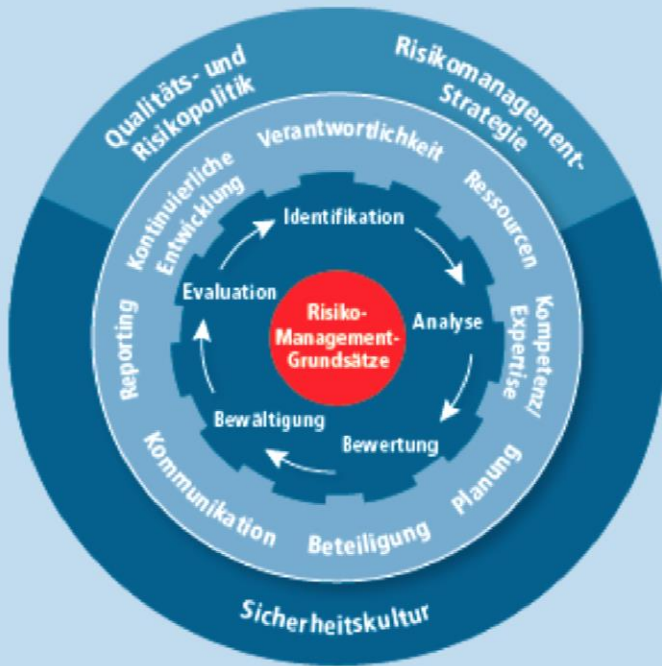 Qualitäts- und
Risikopolitik
Risikomanagement-
Strategie
Verantwortlichkeit
Ressourcen
Kompetenz/
Expertise
Planung
Beteiligung
Kommunikation
Reporting
Kontinuierliche
Entwicklung
Identifikation
Analyse
Bewertung
Bewältigung
Evaluation
Risiko-
Management-
Grundsätze
Sicherheitskultur